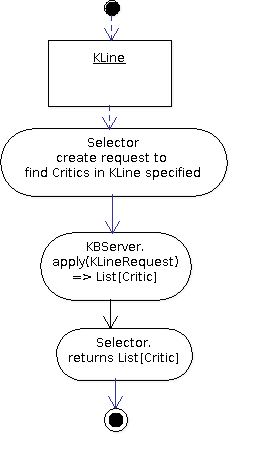 KLine
Selector
create request to
find Critics in KLine specified
KBServer.
apply(KLineRequest)
=> List[Critic]
Selector.
returns List[Critic]